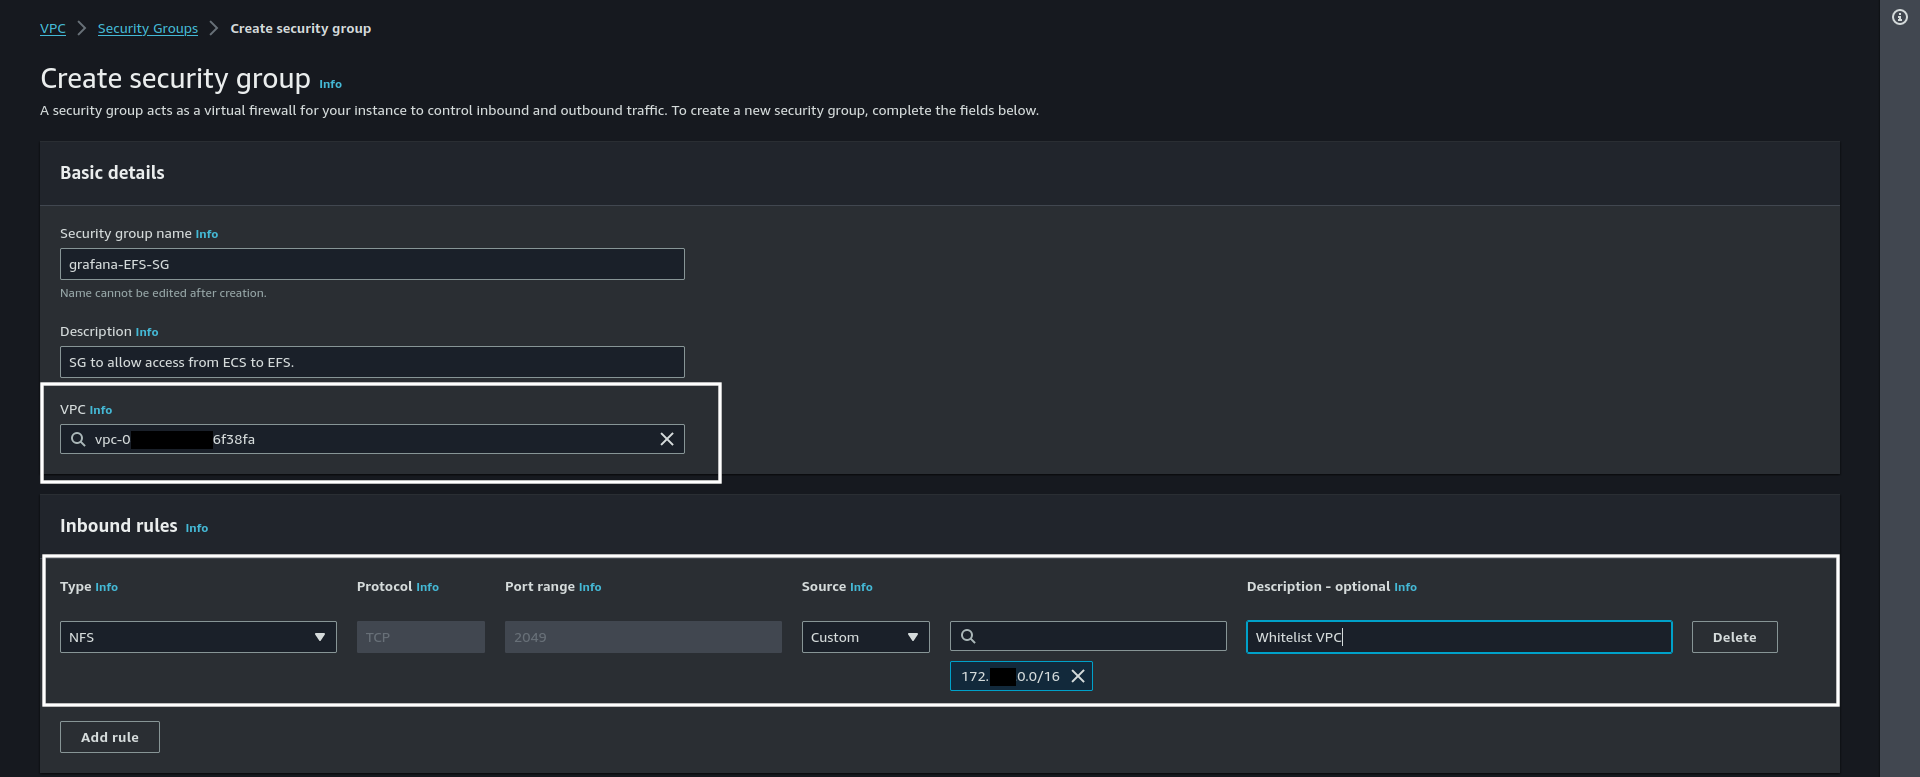 VPC > Security Groups > Create security group
Create security group Info
A security group acts as a virtual firewall for your instance to control inbound and outbound traffic. To create a new security group, complete the fields below.
Basic details
Security group name Info
grafana-EFS-SG
Name cannot be edited after creation.
Description Info
SG to allow access from ECS to EFS.
VPC Info
vpc-0 6f38fa
Inbound rules Info
Type Info Protocol Info Port range Info Source Info Description - optional Info
NFS TCP 2049 Custom Whitelist VPC Delete
172. 0.0/16
Add rule